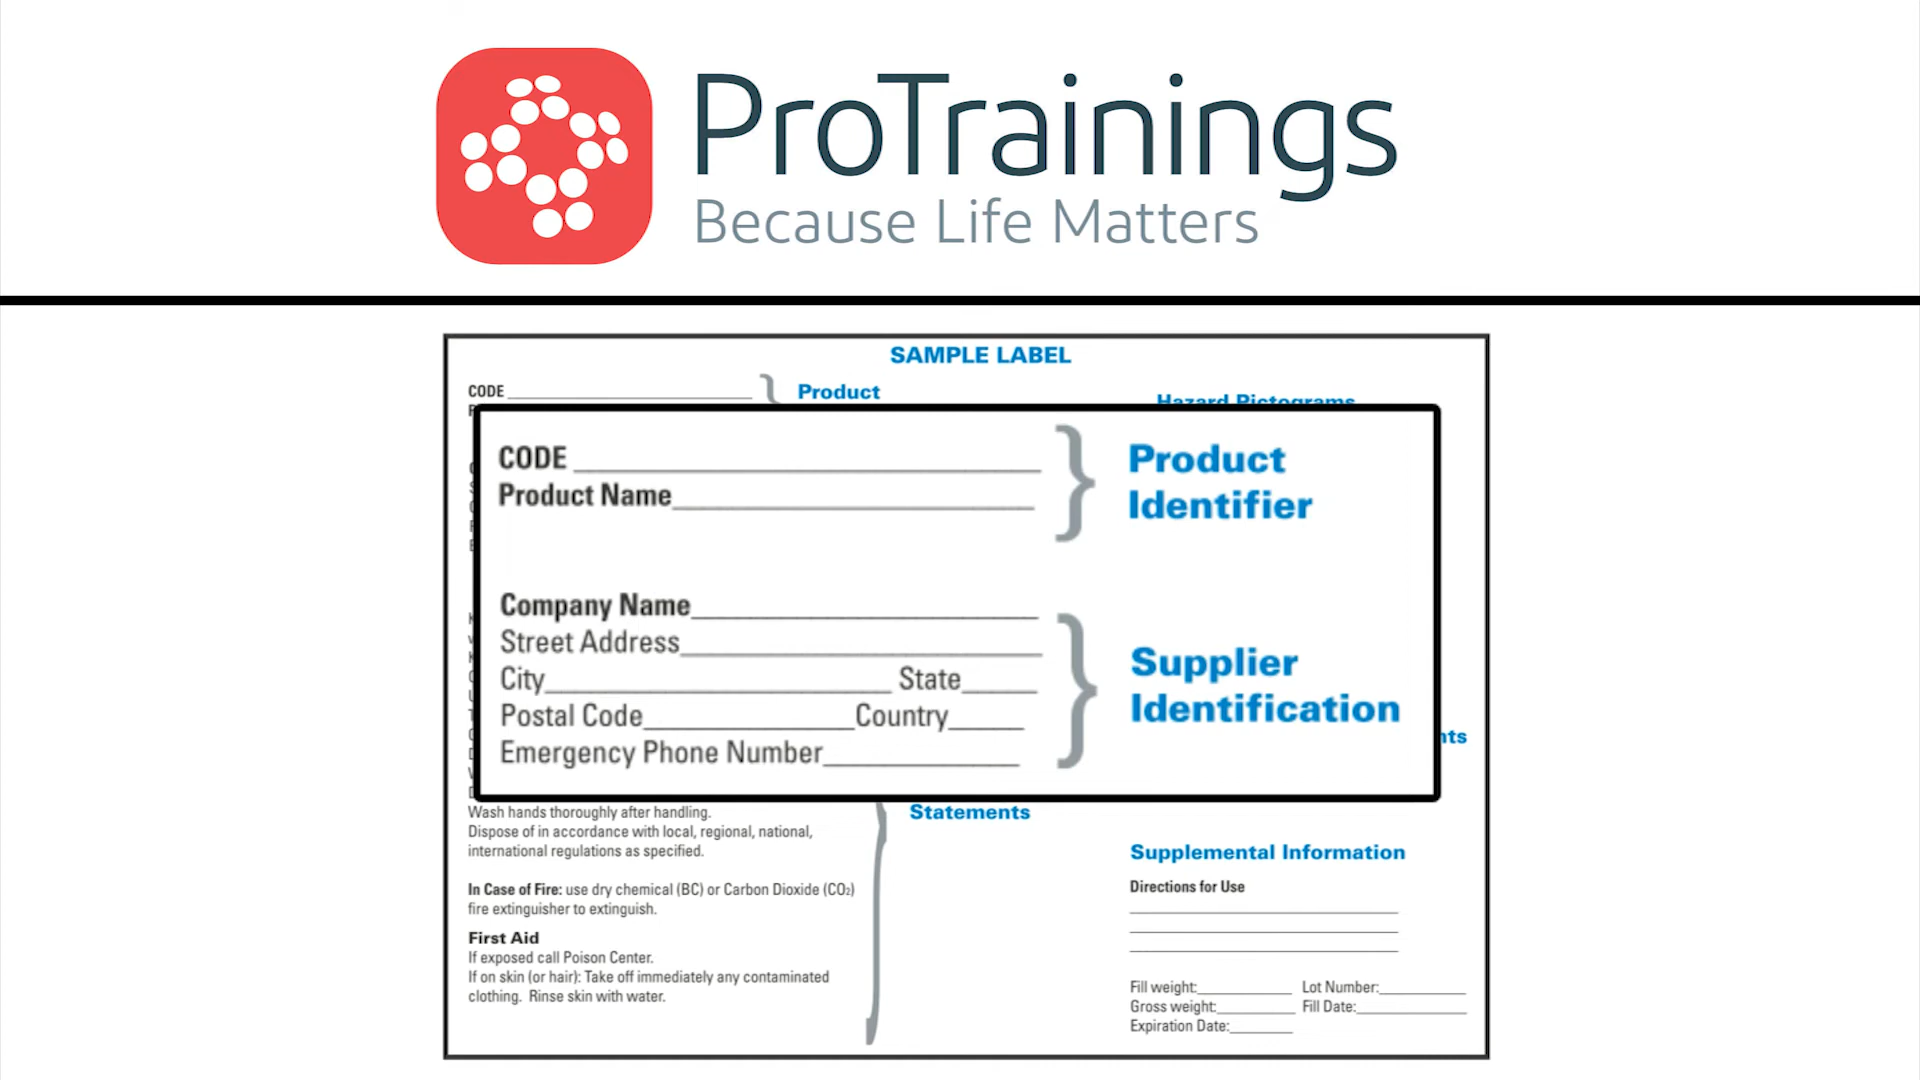 ProTrainings
Because Life Matters
SAMPLE LABEL
CODE
Product
Hazard Pictograms
CODE
Product Name
Product
Identifier
Company Name
Street Address
City State
Postal Code Country
Emergency Phone Number
Supplier
Identification
Wash hands thoroughly after handling.
Dispose of in accordance with local, regional, national,
international regulations as specified.
In Case of Fire: use dry chemical (BC) or Carbon Dioxide (CO₂)
fire extinguisher to extinguish.
First Aid
If exposed call Poison Center.
If on skin (or hair): Take off immediately any contaminated
clothing. Rinse skin with water.
Statements
Supplemental Information
Directions for Use
Fill weight: Lot Number:
Gross weight: Fill Date:
Expiration Date: